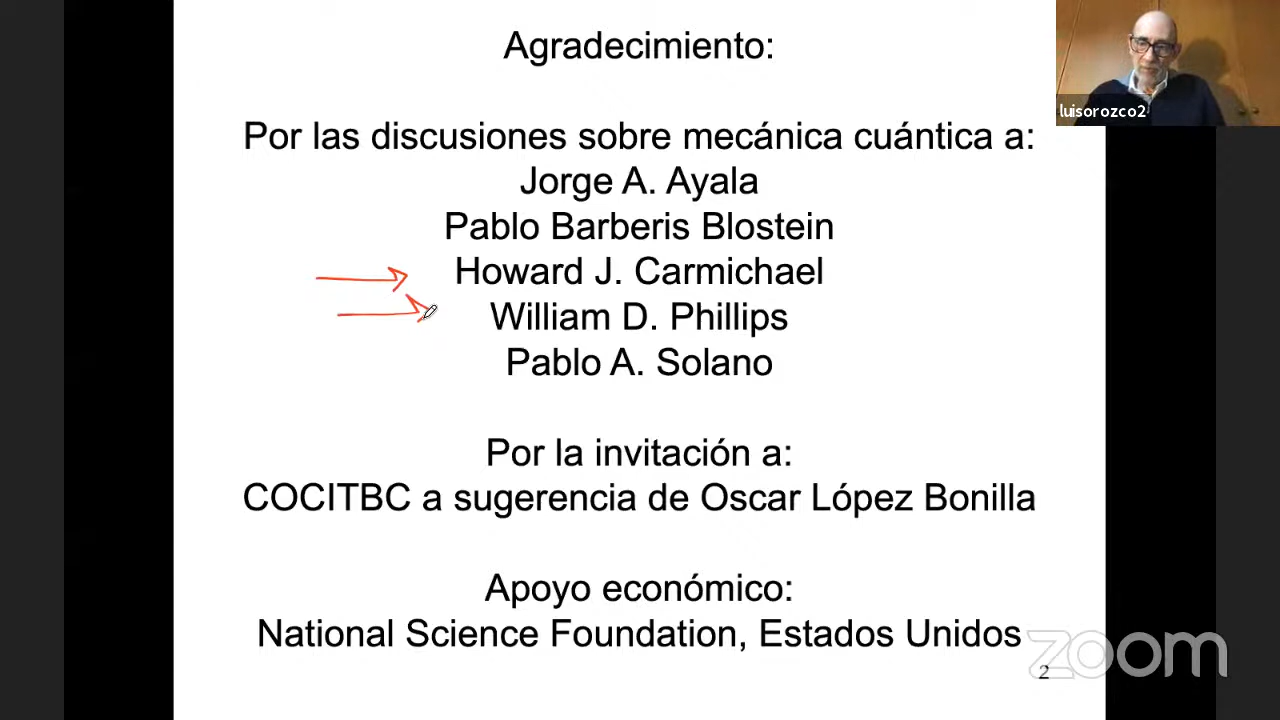 Agradecimiento:
Por las discusiones sobre mecánica cuántica a:
Jorge A. Ayala
Pablo Barberis Blostein
Howard J. Carmichael
William D. Phillips
Pablo A. Solano
Por la invitación a:
COCITBC a sugerencia de Oscar López Bonilla
Apoyo económico:
National Science Foundation, Estados Unidos
2
luisorozco2
zoom